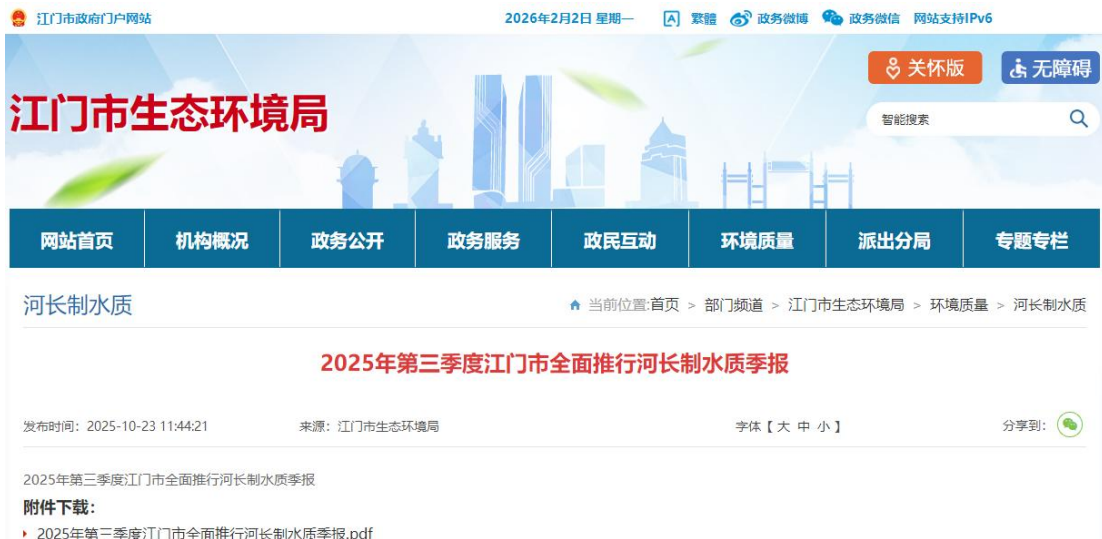 江门市政府门户网站 2026年2月2日 星期一 A 繁體 政务微博 政务微信 网站支持IPv6
关怀版 无障碍
江门市生态环境局
智能搜索
网站首页 机构概况 政务公开 政务服务 政民互动 环境质量 派出分局 专题专栏
河长制水质 当前位置:首页 > 部门频道 > 江门市生态环境局 > 环境质量 > 河长制水质
2025年第三季度江门市全面推行河长制水质季报
发布时间：2025-10-23 11:44:21 来源：江门市生态环境局 字体【大 中 小】 分享到：
2025年第三季度江门市全面推行河长制水质季报
附件下载：
2025年第三季度江门市全面推行河长制水质季报.pdf